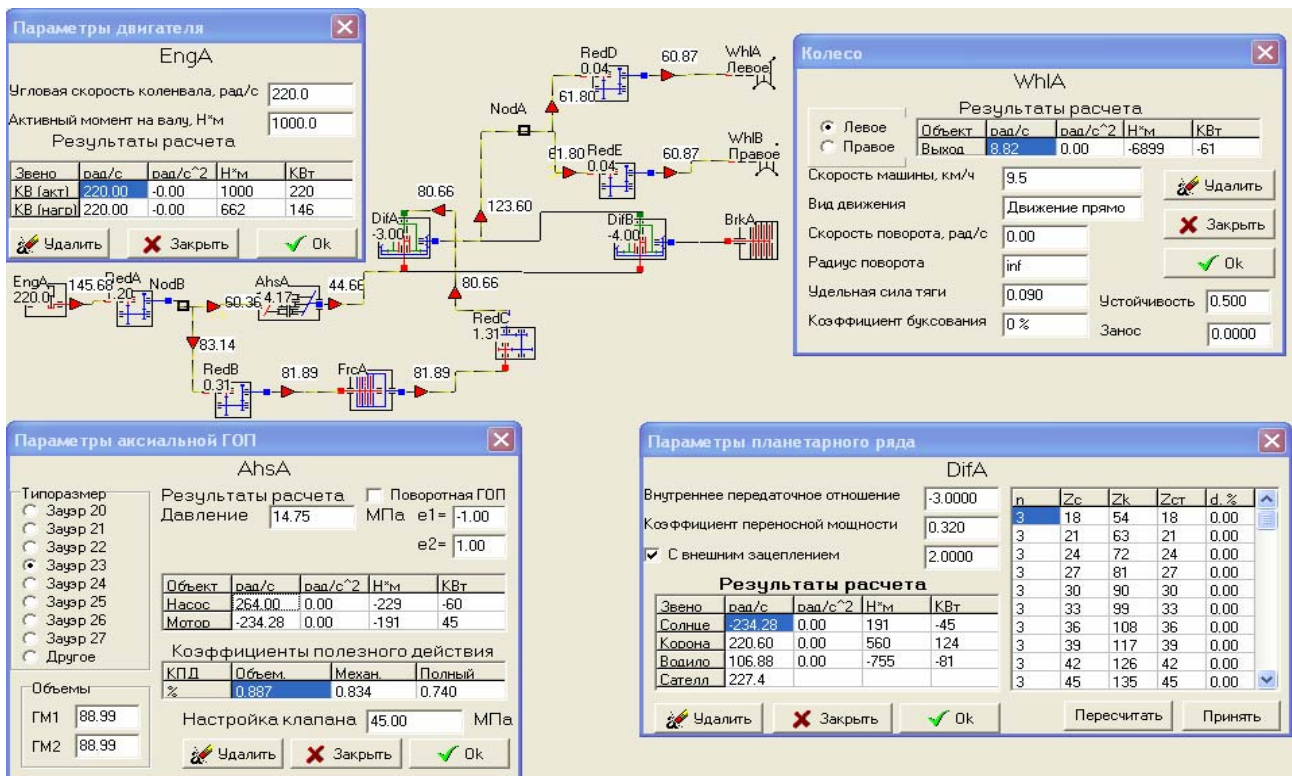 Параметры двигателя
EngA
Угловая скорость коленвала, рад/с 220.0
Активный момент на валу, Н*м 1000.0
Результаты расчета
Звено рад/с рад/с^2 Н*м КВт
КВ (акт) 220.00 -0.00 1000 220
КВ (нагр) 220.00 -0.00 662 146
Удалить Закрыть Ok
RedD
0.04
60.87
WhlA
Левое
61.80
NodA
RedE
0.04
61.80
60.87
WhlB
Правое
123.60
80.66
DifA
-3.00
DifB
-4.00
BrkA
EngA
220.0
145.68
RedA
1.20
NodB
60.36
AhsA
-4.17
44.66
80.66
RedC
1.31
83.14
RedB
0.31
81.89
FrcA
81.89
Колесо
WhlA
Результаты расчета
Левое
Правое
Объект рад/с рад/с^2 Н*м КВт
Выход 8.82 0.00 -6899 -61
Скорость машины, км/ч 9.5
Вид движения Движение прямо
Скорость поворота, рад/с 0.00
Радиус поворота inf
Удельная сила тяги 0.090
Коэффициент буксования 0 %
Удалить
Закрыть
Ok
Устойчивость 0.500
Занос 0.0000
Параметры аксиальной ГОП
AhsA
Типоразмер
Зауэр 20
Зауэр 21
Зауэр 22
Зауэр 23
Зауэр 24
Зауэр 25
Зауэр 26
Зауэр 27
Другое
Объемы
ГМ1 88.99
ГМ2 88.99
Результаты расчета Поворотная ГОП
Давление 14.75 МПа e1= -1.00
e2= 1.00
Объект рад/с рад/с^2 Н*м КВт
Насос 264.00 0.00 -229 -60
Мотор -234.28 0.00 -191 45
Коэффициенты полезного действия
КПД Объем. Механ. Полный
% 0.887 0.834 0.740
Настройка клапана 45.00 МПа
Удалить Закрыть Ok
Параметры планетарного ряда
DifA
Внутреннее передаточное отношение -3.0000
Коэффициент переносной мощности 0.320
С внешним зацеплением 2.0000
Результаты расчета
Звено рад/с рад/с^2 Н*м КВт
Солнце -234.28 0.00 191 -45
Корона 220.60 0.00 560 124
Водило 106.88 0.00 -755 -81
Сателл 227.4
Удалить Закрыть Ok
n Zc Zk Zст d. %
3 18 54 18 0.00
3 21 63 21 0.00
3 24 72 24 0.00
3 27 81 27 0.00
3 30 90 30 0.00
3 33 99 33 0.00
3 36 108 36 0.00
3 39 117 39 0.00
3 42 126 42 0.00
3 45 135 45 0.00
Пересчитать Принять